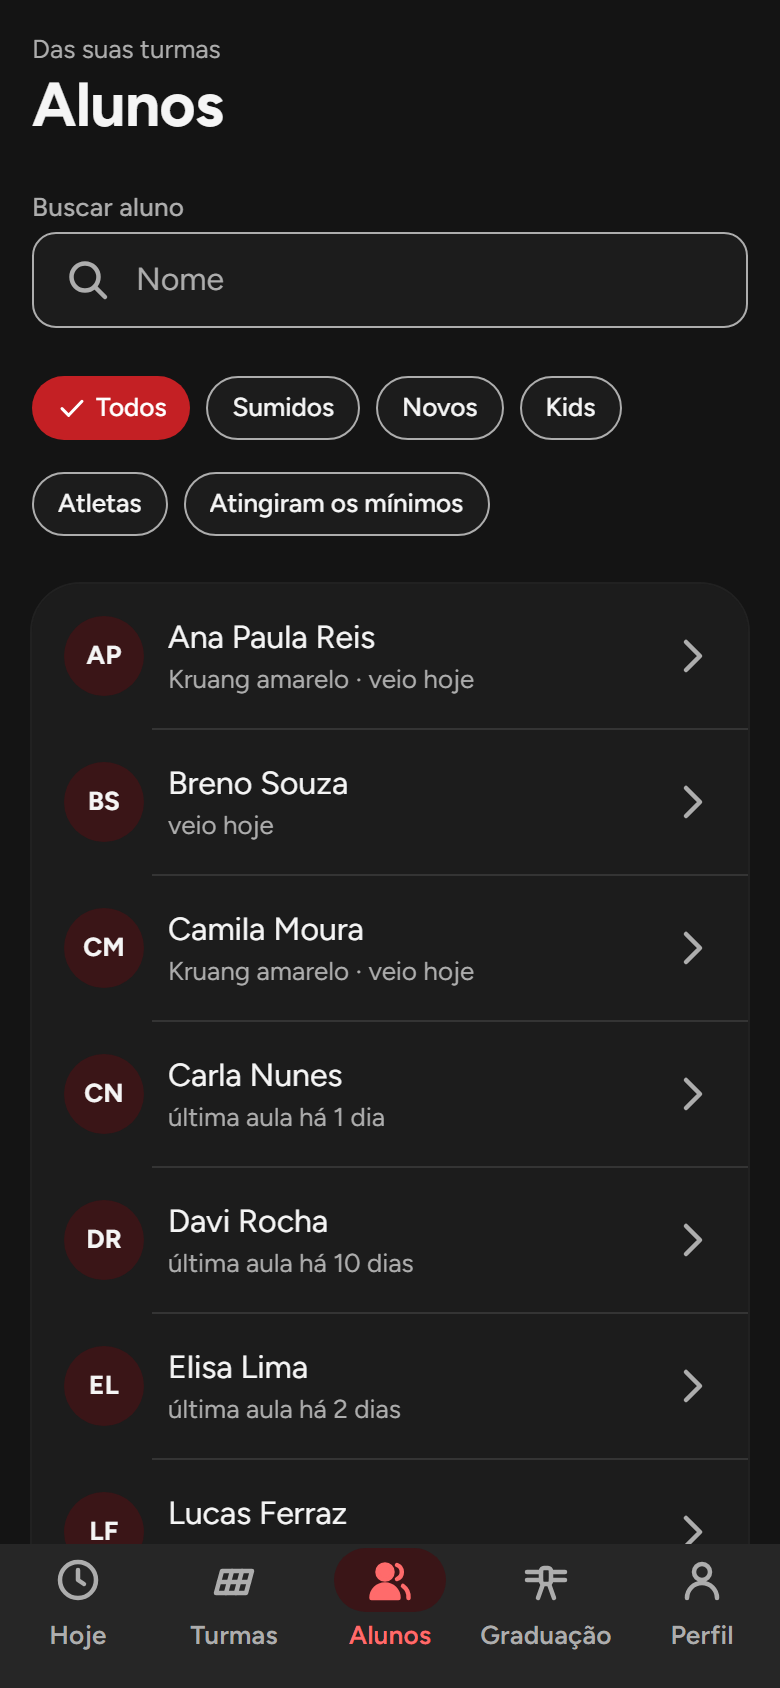 Das suas turmas
Alunos
Buscar aluno
Nome
Todos
Sumidos
Novos
Kids
Atletas
Atingiram os mínimos
AP
Ana Paula Reis
Kruang amarelo · veio hoje
BS
Breno Souza
veio hoje
CM
Camila Moura
Kruang amarelo · veio hoje
CN
Carla Nunes
última aula há 1 dia
DR
Davi Rocha
última aula há 10 dias
EL
Elisa Lima
última aula há 2 dias
LF
Lucas Ferraz
Hoje
Turmas
Alunos
Graduação
Perfil